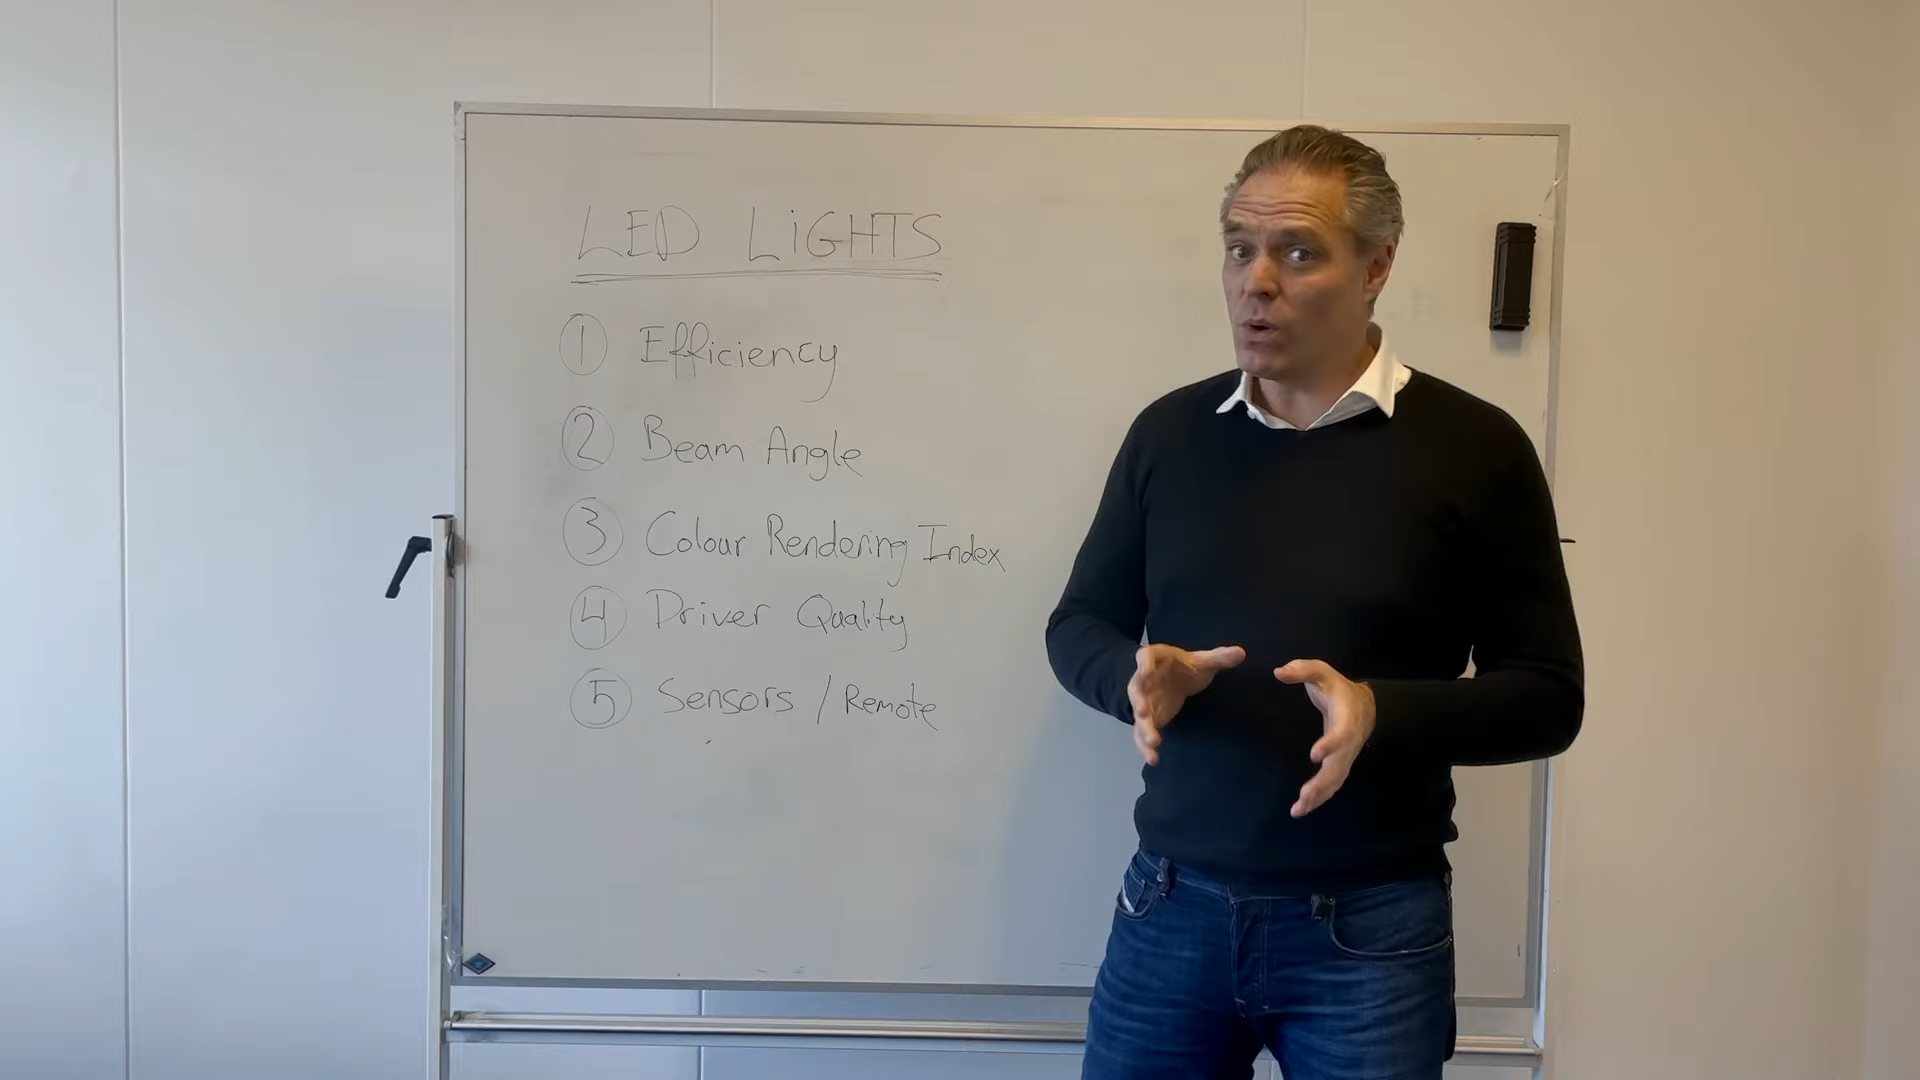 LED LiGHTS
1 Efficiency
2 Beam Angle
3 Colour Rendering Index
4 Driver Quality
5 Sensors / Remote